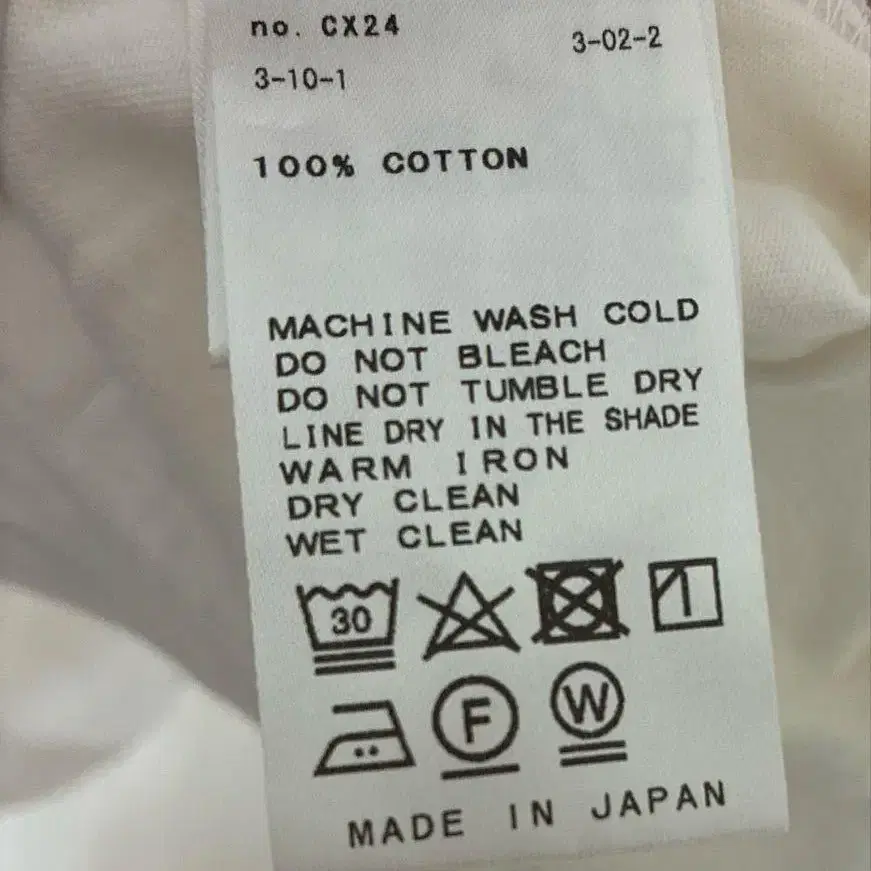 no. CX24
3-02-2
3-10-1
100% COTTON
MACHINE WASH COLD
DO NOT BLEACH
DO NOT TUMBLE DRY
LINE DRY IN THE SHADE
WARM IRON
DRY CLEAN
WET CLEAN
30
F W
MADE IN JAPAN